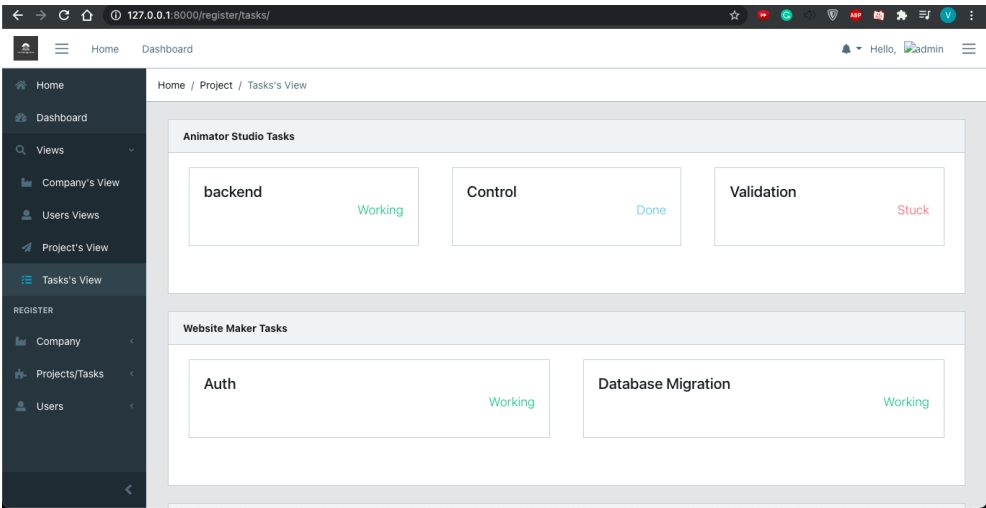 127.0.0.1:8000/register/tasks/
ABP
V
Home Dashboard
Hello, admin
Home
Dashboard
Views
Company's View
Users Views
Project's View
Tasks's View
REGISTER
Company
Projects/Tasks
Users
Home / Project / Tasks's View
Animator Studio Tasks
backend
Working
Control
Done
Validation
Stuck
Website Maker Tasks
Auth
Working
Database Migration
Working